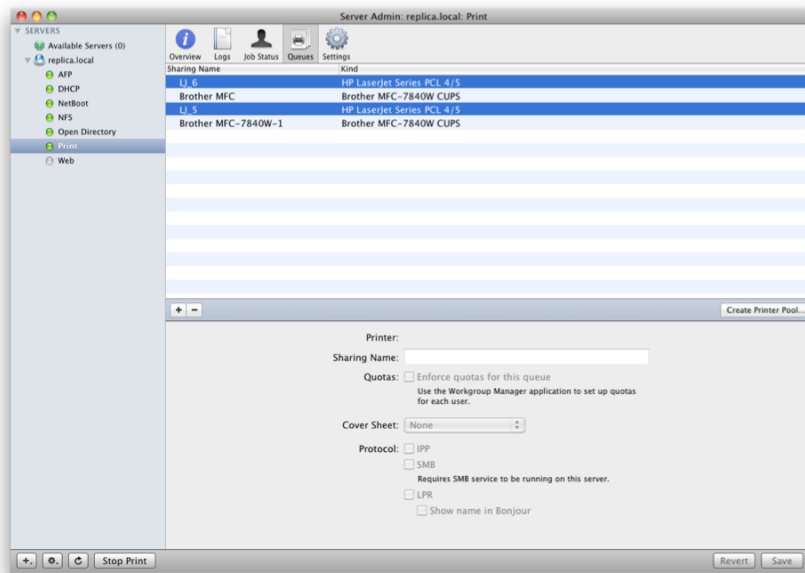 Server Admin: replica.local: Print
SERVERS
Available Servers (0)
replica.local
AFP
DHCP
NetBoot
NFS
Open Directory
Print
Web
Overview Logs Job Status Queues Settings
Sharing Name Kind
LJ_6 HP LaserJet Series PCL 4/5
Brother MFC Brother MFC-7840W CUPS
LJ_5 HP LaserJet Series PCL 4/5
Brother MFC-7840W-1 Brother MFC-7840W CUPS
+ − Create Printer Pool...
Printer:
Sharing Name:
Quotas: Enforce quotas for this queue
Use the Workgroup Manager application to set up quotas
for each user.
Cover Sheet: None
Protocol: IPP
SMB
Requires SMB service to be running on this server.
LPR
Show name in Bonjour
Stop Print Revert Save